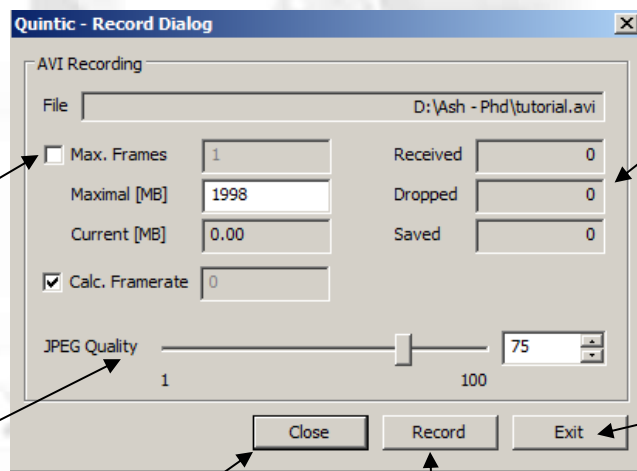 Quintic - Record Dialog
AVI Recording
File D:\Ash - Phd\tutorial.avi
Max. Frames 1 Received 0
Maximal [MB] 1998 Dropped 0
Current [MB] 0.00 Saved 0
Calc. Framerate 0
JPEG Quality 75
1 100
Close Record Exit